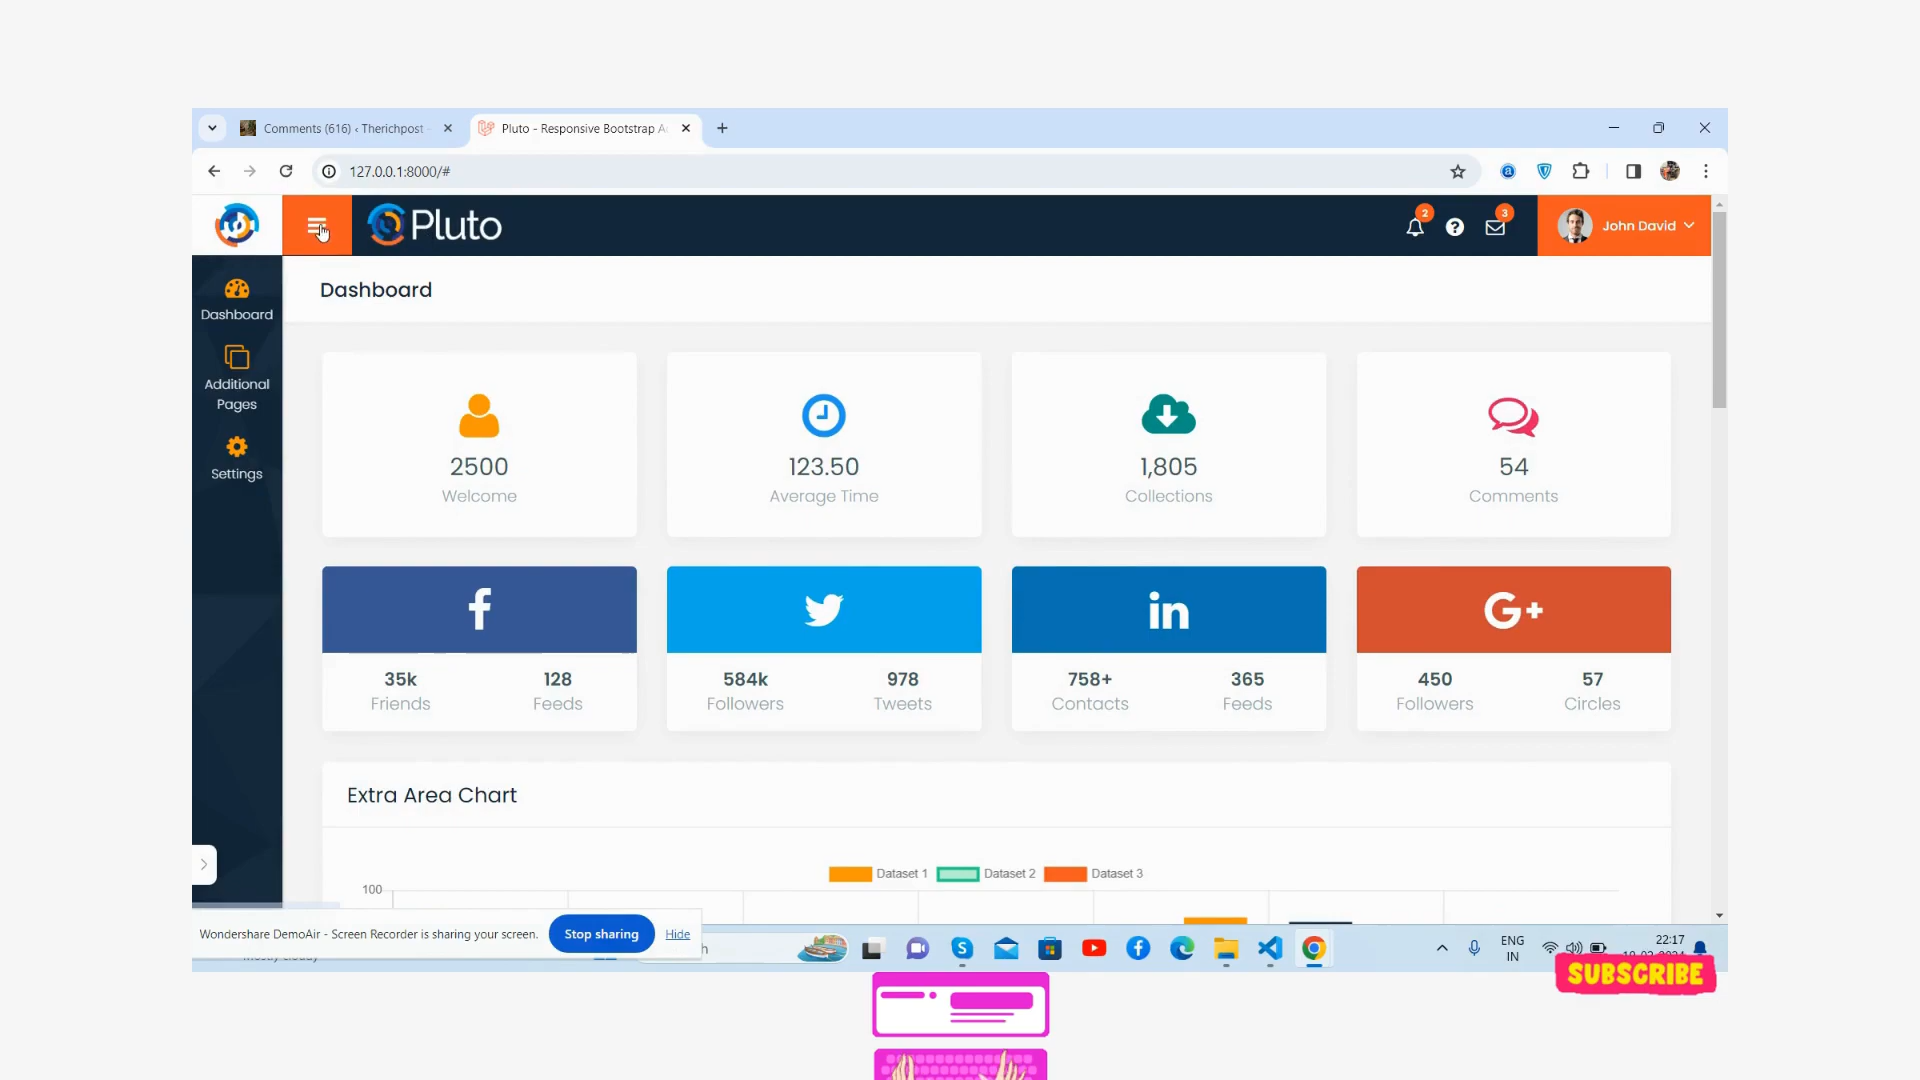 Comments (616) ‹ Therichpost
Pluto - Responsive Bootstrap A
127.0.0.1:8000/#
Pluto
2
3
John David
Dashboard
Dashboard
Additional
Pages
Settings
2500
Welcome
123.50
Average Time
1,805
Collections
54
Comments
35k
Friends
128
Feeds
584k
Followers
978
Tweets
758+
Contacts
365
Feeds
450
Followers
57
Circles
Extra Area Chart
Dataset 1
Dataset 2
Dataset 3
100
Wondershare DemoAir - Screen Recorder is sharing your screen.
Stop sharing
Hide
ENG
IN
22:17
SUBSCRIBE